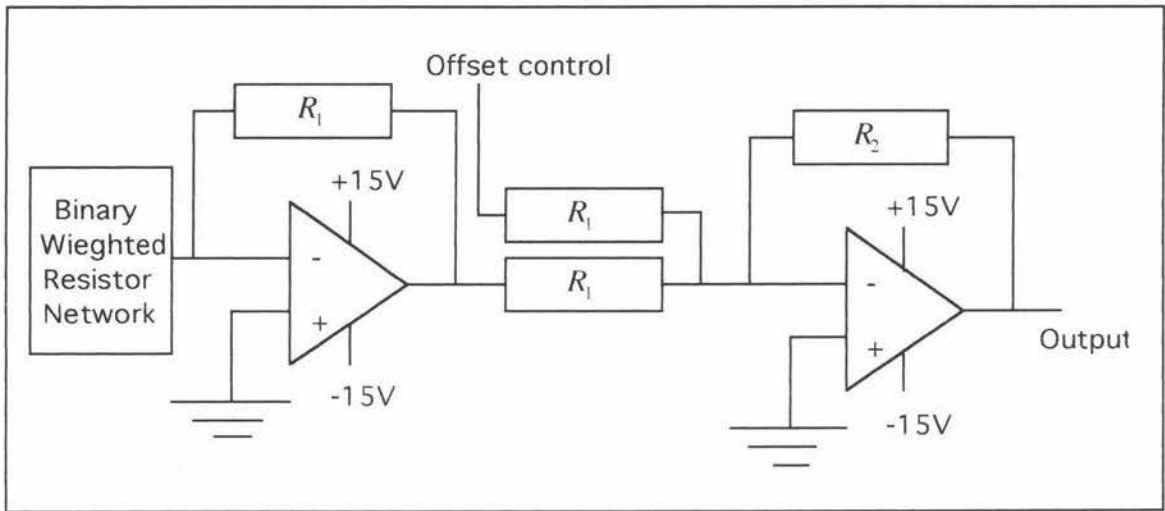 Offset control
R₁
R₂
+15V
+15V
Binary
Wieghted
Resistor
Network
R₁
-
R₁
-
+
+
Output
-15V
-15V